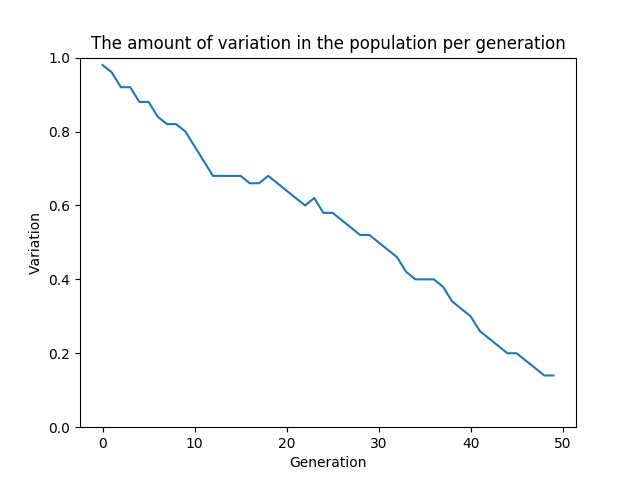 The amount of variation in the population per generation
1.0
0.8
0.6
0.4
0.2
0.0
Variation
0 10 20 30 40 50
Generation